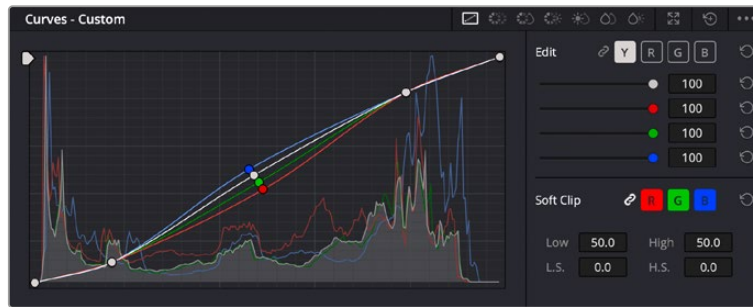 Curves - Custom
Edit Y R G B
100
100
100
100
Soft Clip R G B
Low 50.0 High 50.0
L.S. 0.0 H.S. 0.0